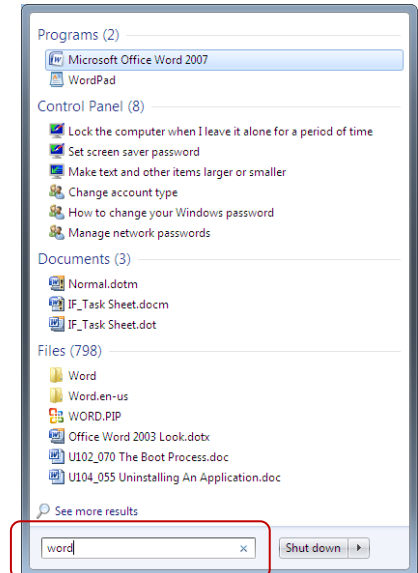 Programs (2)
Microsoft Office Word 2007
WordPad
Control Panel (8)
Lock the computer when I leave it alone for a period of time
Set screen saver password
Make text and other items larger or smaller
Change account type
How to change your Windows password
Manage network passwords
Documents (3)
Normal.dotm
IF_Task Sheet.docm
IF_Task Sheet.dot
Files (798)
Word
Word.en-us
WORD.PIP
Office Word 2003 Look.dotx
U102_070 The Boot Process.doc
U104_055 Uninstalling An Application.doc
See more results
word
Shut down